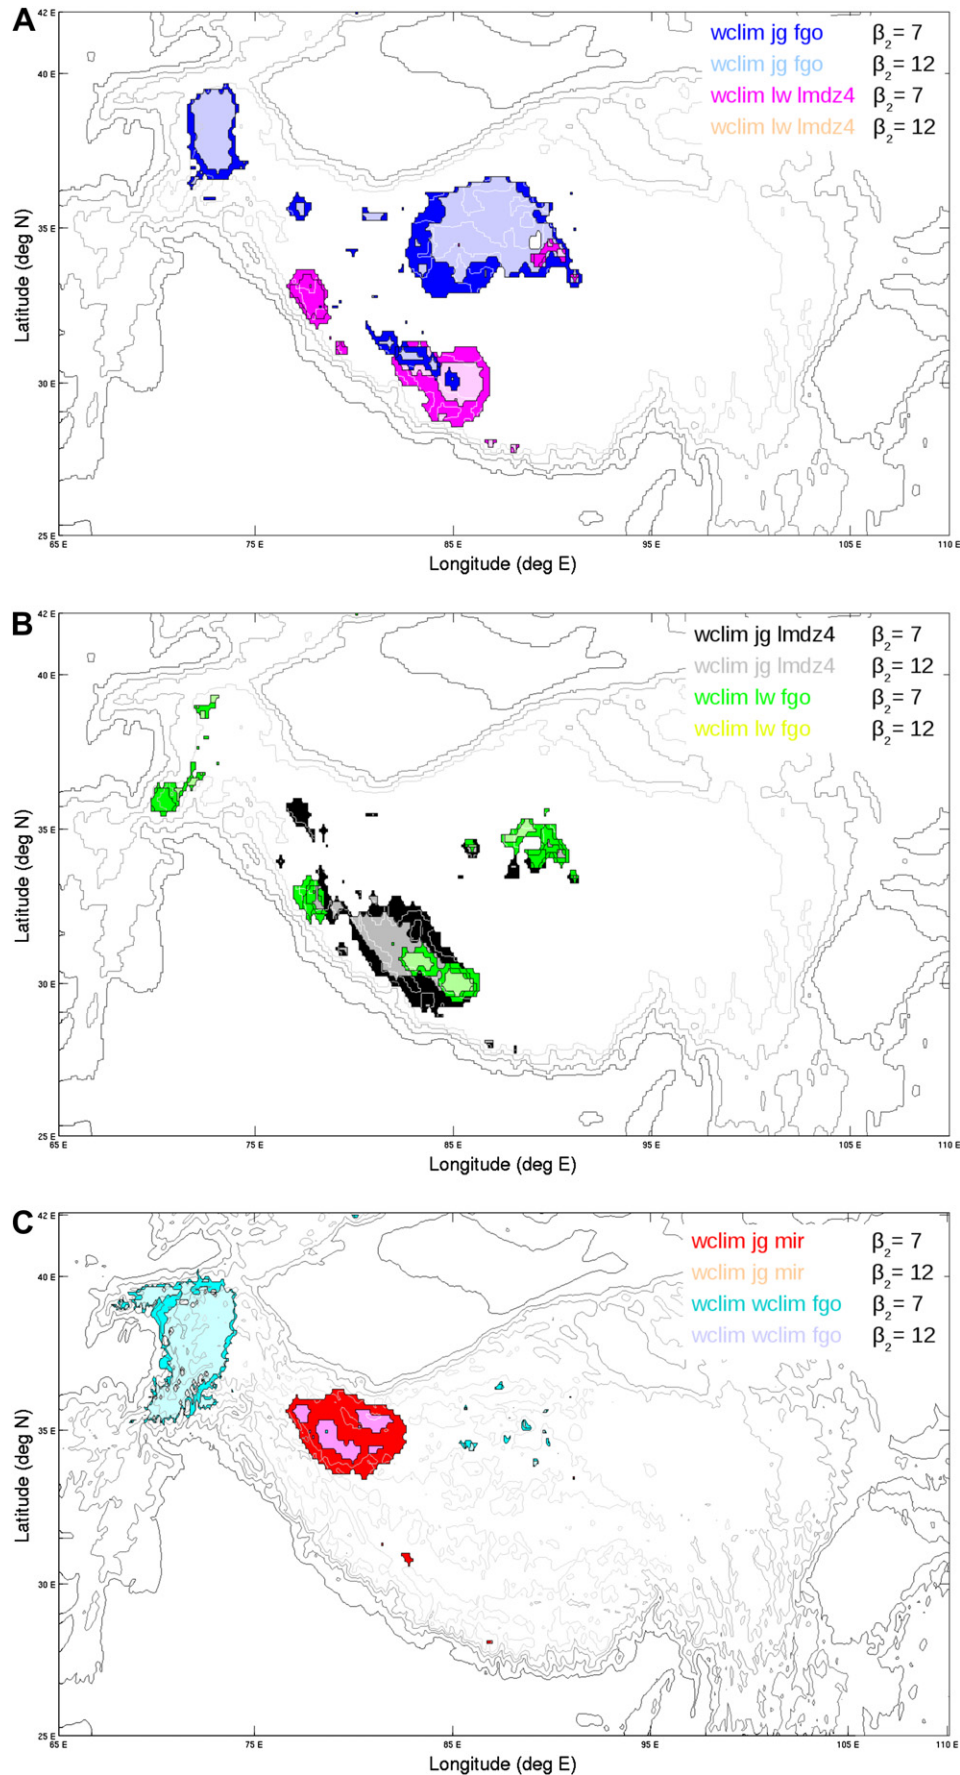 A
42 E
wclim jg fgo β₂= 7
wclim jg fgo β₂= 12
wclim lw lmdz4 β₂= 7
wclim lw lmdz4 β₂= 12
40 E
35 E
30 E
25 E
Latitude (deg N)
65 E 75 E 85 E 95 E 105 E 110 E
Longitude (deg E)
B
42 E
wclim jg lmdz4 β₂= 7
wclim jg lmdz4 β₂= 12
wclim lw fgo β₂= 7
wclim lw fgo β₂= 12
40 E
35 E
30 E
25 E
Latitude (deg N)
65 E 75 E 85 E 95 E 105 E 110 E
Longitude (deg E)
C
42 E
wclim jg mir β₂= 7
wclim jg mir β₂= 12
wclim wclim fgo β₂= 7
wclim wclim fgo β₂= 12
40 E
35 E
30 E
25 E
Latitude (deg N)
65 E 75 E 85 E 95 E 105 E 110 E
Longitude (deg E)